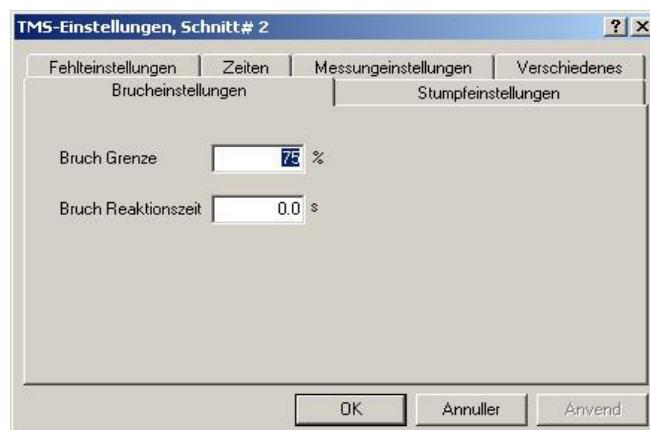 TMS-Einstellungen, Schnitt# 2
Fehlteinstellungen Zeiten Messungeinstellungen Verschiedenes
Brucheinstellungen Stumpfeinstellungen
Bruch Grenze 75 %
Bruch Reaktionszeit 0.0 s
OK Annuller Anvend